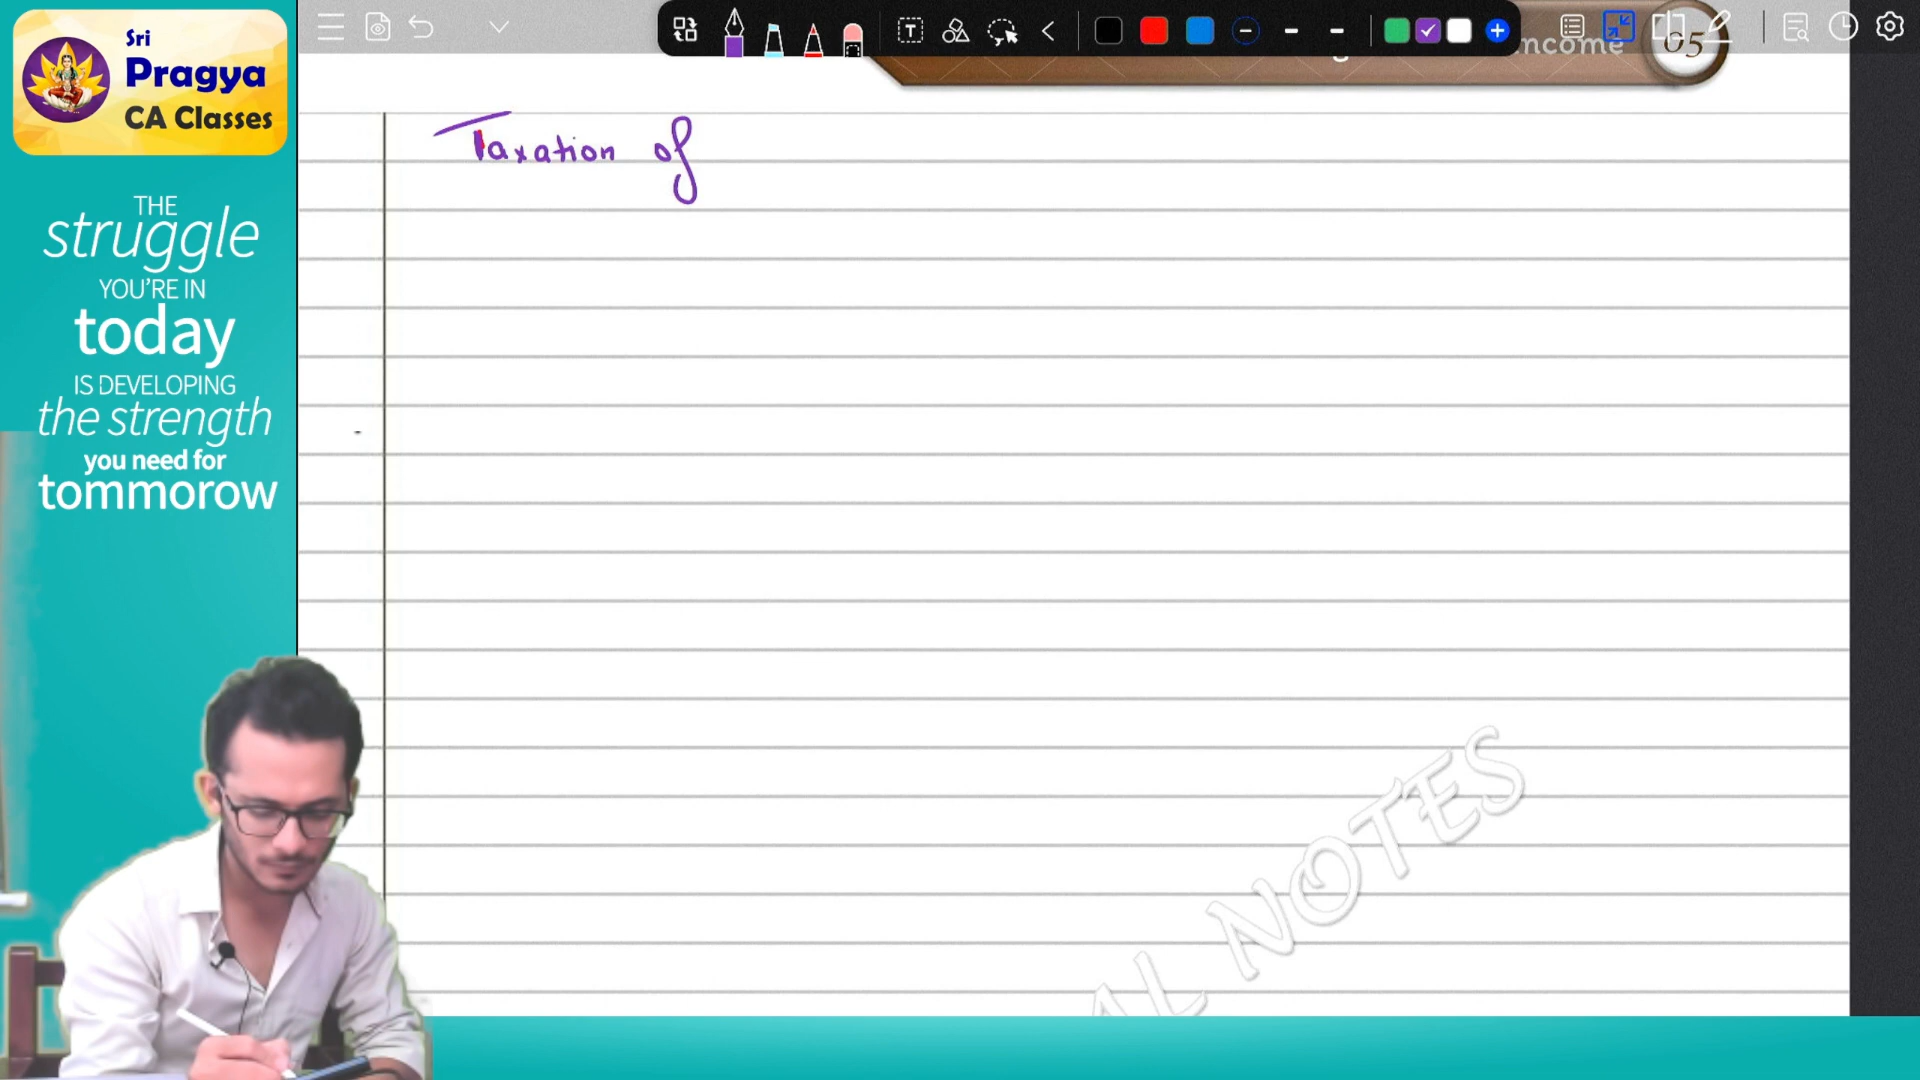 Sri
Pragya
CA Classes
THE
struggle
YOU'RE IN
today
IS DEVELOPING
the strength
you need for
tommorow
05
Taxation of
AL NOTES